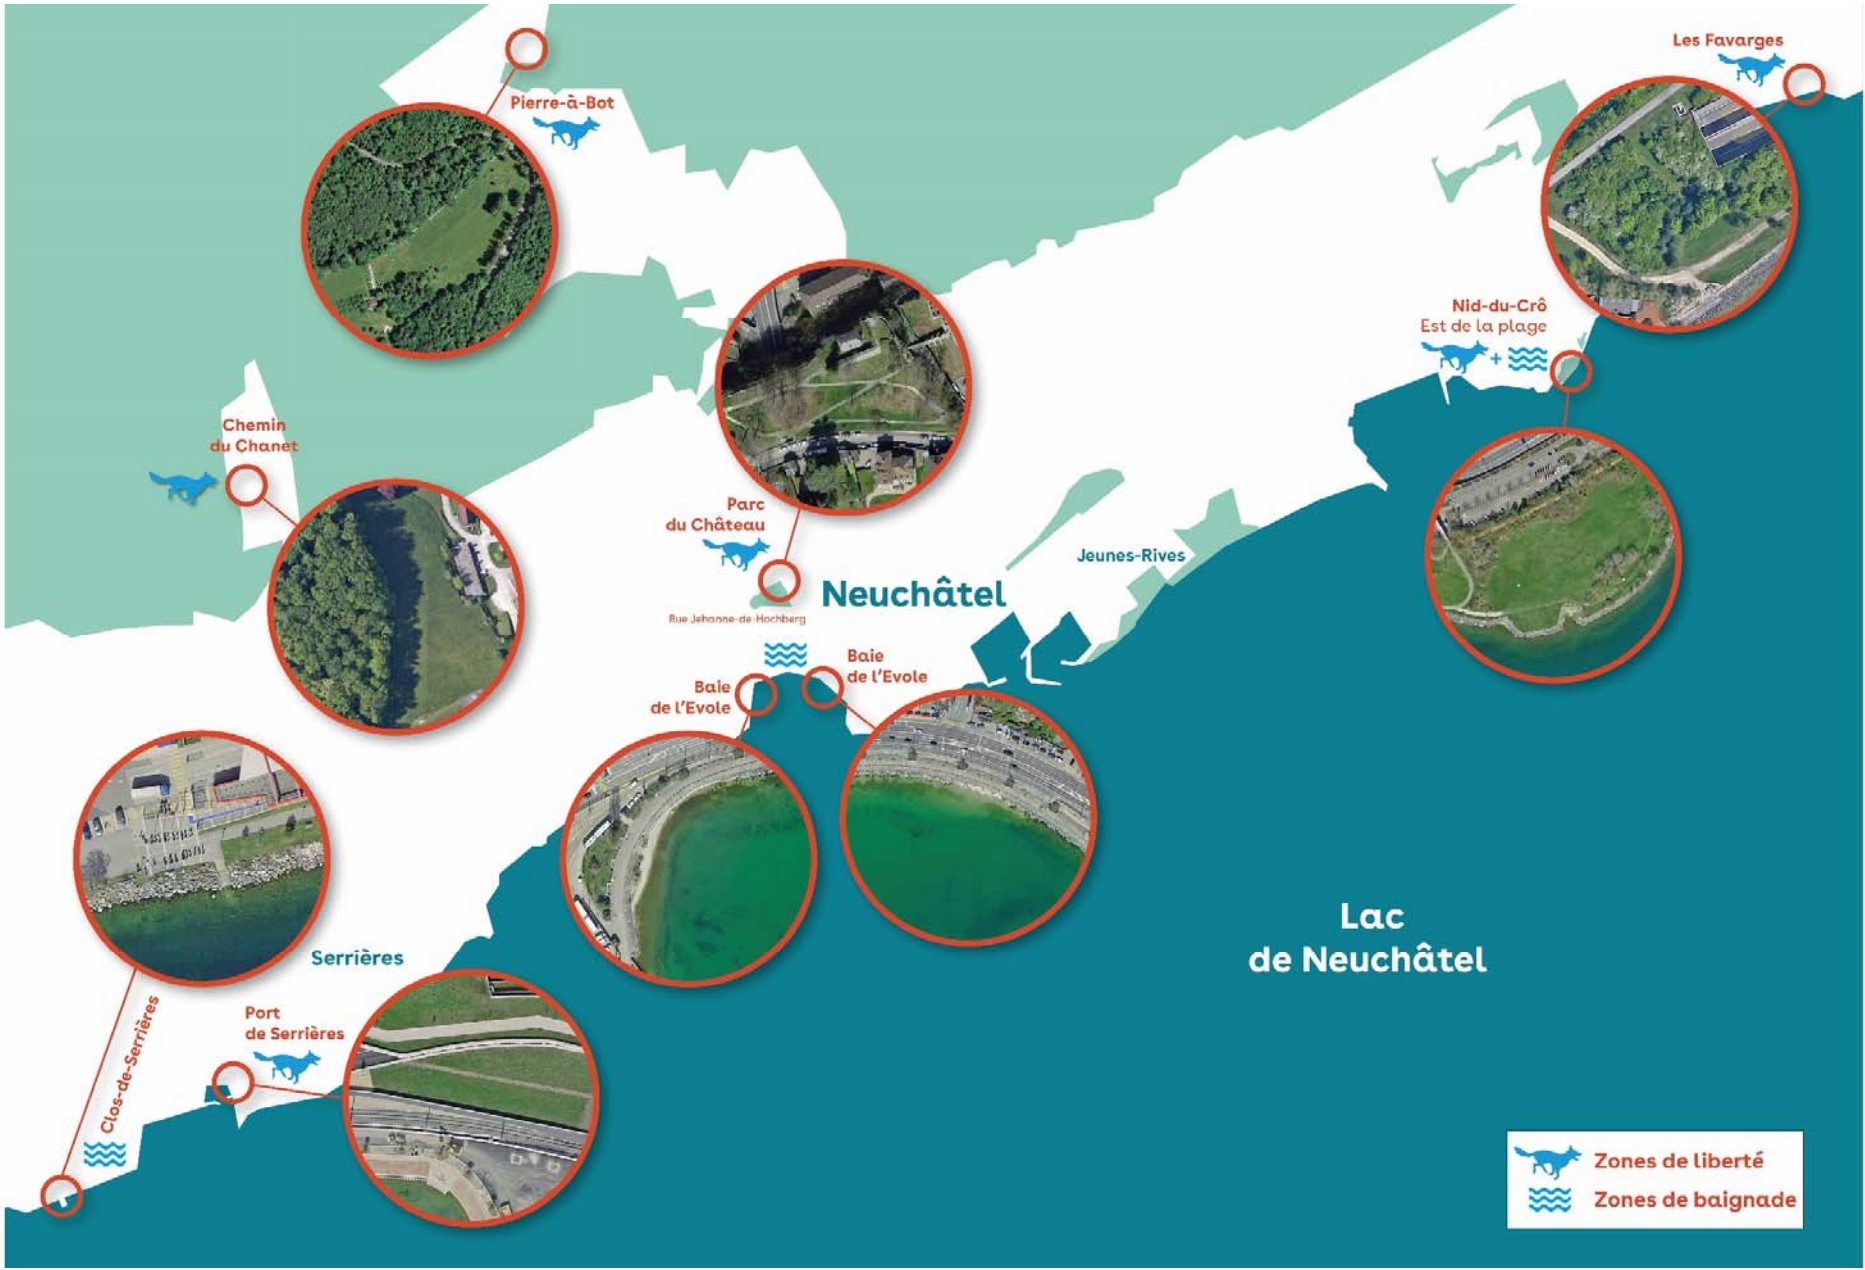 Les Favarges
Pierre-à-Bot
Nid-du-Crô
Est de la plage
+
Chemin
du Chanet
Parc
du Château
Jeunes-Rives
Neuchâtel
Rue Jehanne-de-Hochberg
Baie
de l'Evole
Baie
de l'Evole
Lac
de Neuchâtel
Serrières
Clos-de-Serrières
Port
de Serrières
Zones de liberté
Zones de baignade